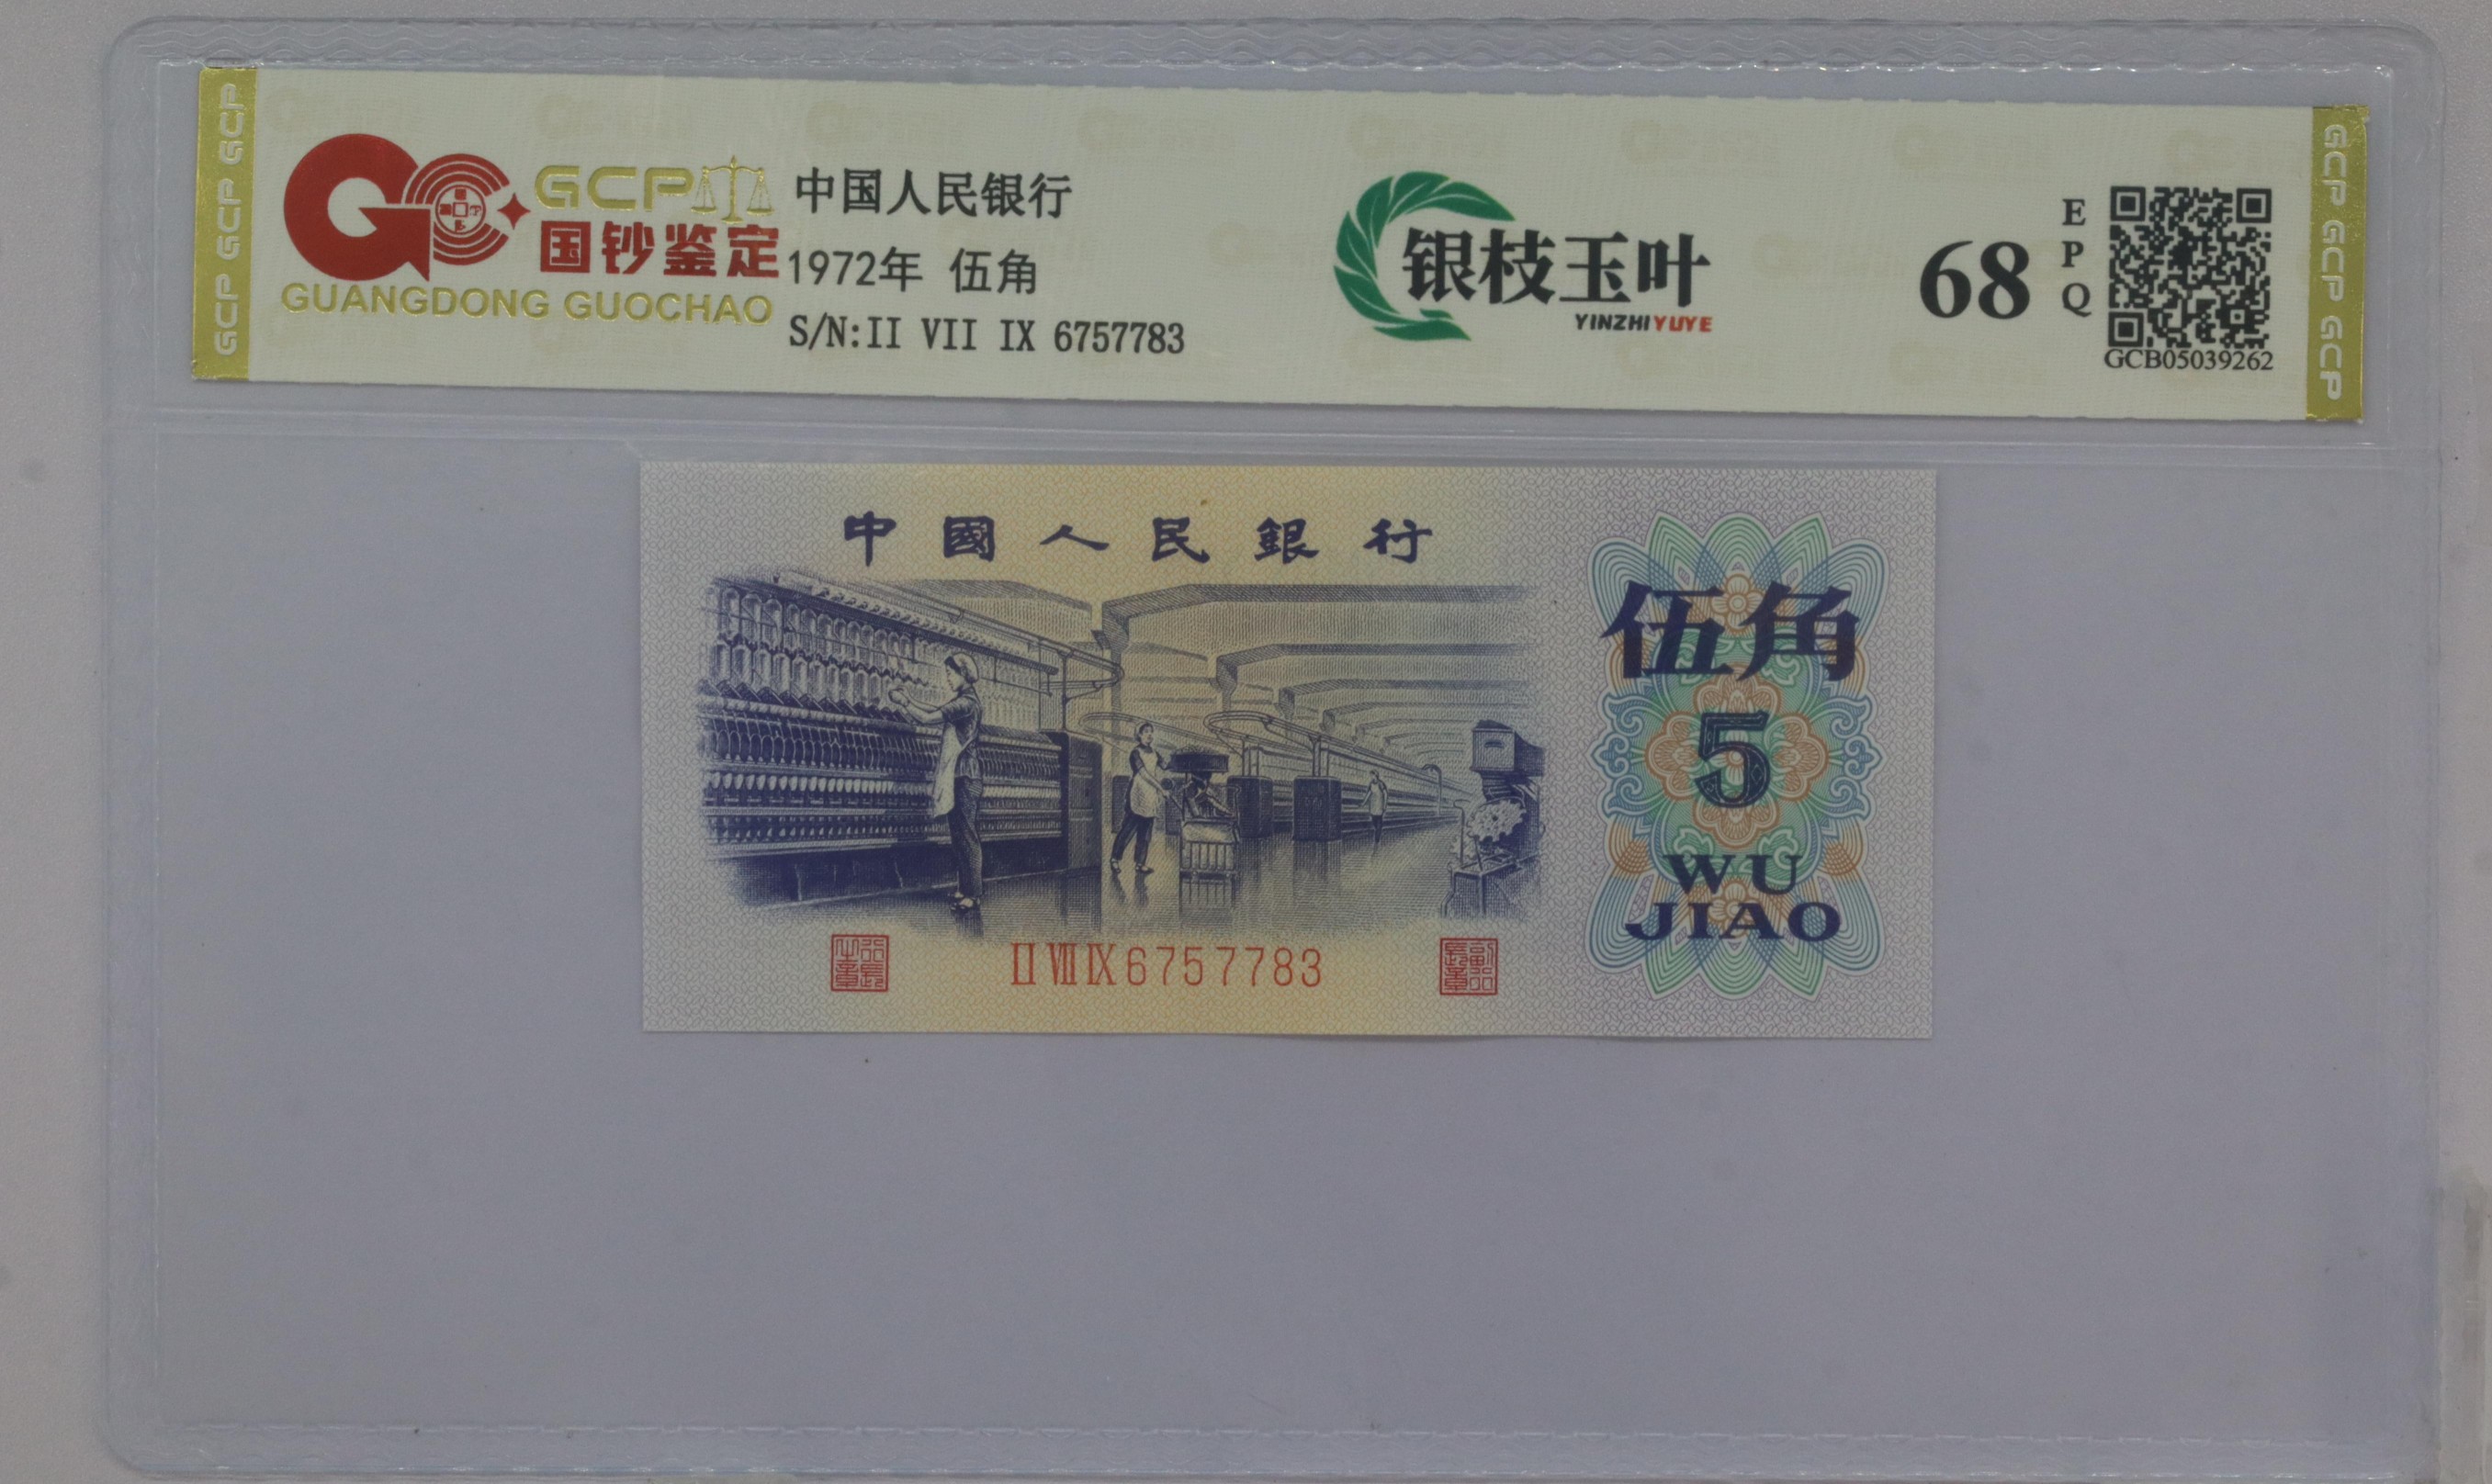 GCP GCP GCP
GCP
国钞鉴定
GUANGDONG GUOCHAO
中国人民银行
1972年 伍角
S/N:II VII IX 6757783
银枝玉叶
YINZHIYUYE
68
EPQ
GCB05039262
GCP GCP GCP GCP
中國人民銀行
伍角
5
WU
JIAO
II VII IX 6757783